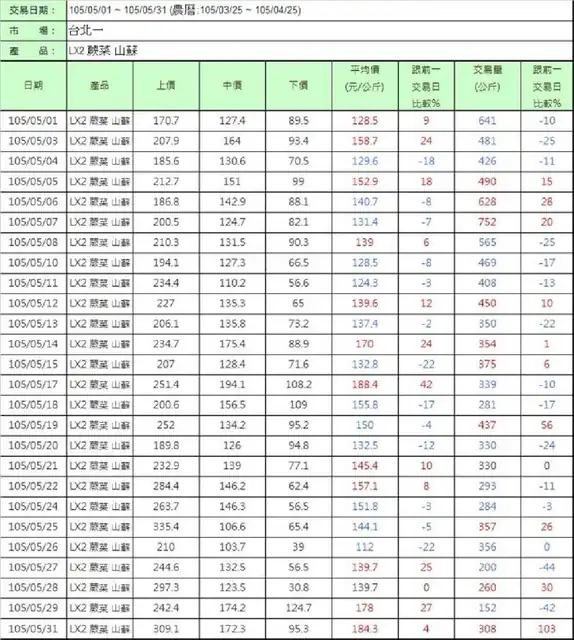 交易日期： 105/05/01 ~ 105/05/31 (農曆:105/03/25 ~ 105/04/25)
市 場： 台北一
產 品： LX2 蕨菜 山蘇
日期 產品 上價 中價 下價 平均價 (元/公斤) 跟前一交易日比較% 交易量 (公斤) 跟前一交易日比較%
105/05/01 LX2 蕨菜 山蘇 170.7 127.4 89.5 128.5 9 641 -10
105/05/03 LX2 蕨菜 山蘇 207.9 164 93.4 158.7 24 481 -25
105/05/04 LX2 蕨菜 山蘇 185.6 130.6 70.5 129.6 -18 426 -11
105/05/05 LX2 蕨菜 山蘇 212.7 151 99 152.9 18 490 15
105/05/06 LX2 蕨菜 山蘇 186.8 142.9 88.1 140.7 -8 628 28
105/05/07 LX2 蕨菜 山蘇 200.5 124.7 82.1 131.4 -7 752 20
105/05/08 LX2 蕨菜 山蘇 210.3 131.5 90.3 139 6 565 -25
105/05/10 LX2 蕨菜 山蘇 194.1 127.3 66.5 128.5 -8 469 -17
105/05/11 LX2 蕨菜 山蘇 234.4 110.2 56.6 124.3 -3 408 -13
105/05/12 LX2 蕨菜 山蘇 227 135.3 65 139.6 12 450 10
105/05/13 LX2 蕨菜 山蘇 206.1 135.8 73.2 137.4 -2 350 -22
105/05/14 LX2 蕨菜 山蘇 234.7 175.4 88.9 170 24 354 1
105/05/15 LX2 蕨菜 山蘇 207 128.4 71.6 132.8 -22 375 6
105/05/17 LX2 蕨菜 山蘇 251.4 194.1 108.2 188.4 42 339 -10
105/05/18 LX2 蕨菜 山蘇 200.6 156.5 109 155.8 -17 281 -17
105/05/19 LX2 蕨菜 山蘇 252 134.2 95.2 150 -4 437 56
105/05/20 LX2 蕨菜 山蘇 189.8 126 94.8 132.5 -12 330 -24
105/05/21 LX2 蕨菜 山蘇 232.9 139 77.1 145.4 10 330 0
105/05/22 LX2 蕨菜 山蘇 284.4 146.2 62.4 157.1 8 293 -11
105/05/24 LX2 蕨菜 山蘇 263.7 146.3 56.5 151.8 -3 284 -3
105/05/25 LX2 蕨菜 山蘇 335.4 106.6 65.4 144.1 -5 357 26
105/05/26 LX2 蕨菜 山蘇 210 103.7 39 112 -22 356 0
105/05/27 LX2 蕨菜 山蘇 244.6 132.5 56.5 139.7 25 200 -44
105/05/28 LX2 蕨菜 山蘇 297.3 123.5 30.8 139.7 0 260 30
105/05/29 LX2 蕨菜 山蘇 242.4 174.2 124.7 178 27 152 -42
105/05/31 LX2 蕨菜 山蘇 309.1 172.3 95.3 184.3 4 308 103